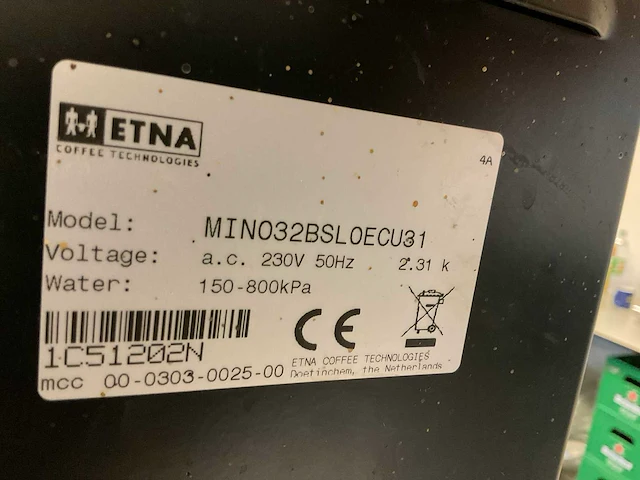 ETNA
COFFEE TECHNOLOGIES
4A
Model: MINO32BSL0ECU31
Voltage: a.c. 230V 50Hz 2.31 k
Water: 150-800kPa
1C51202N
CE
ETNA COFFEE TECHNOLOGIES
mcc 00-0303-0025-00 Doetinchem, the Netherlands